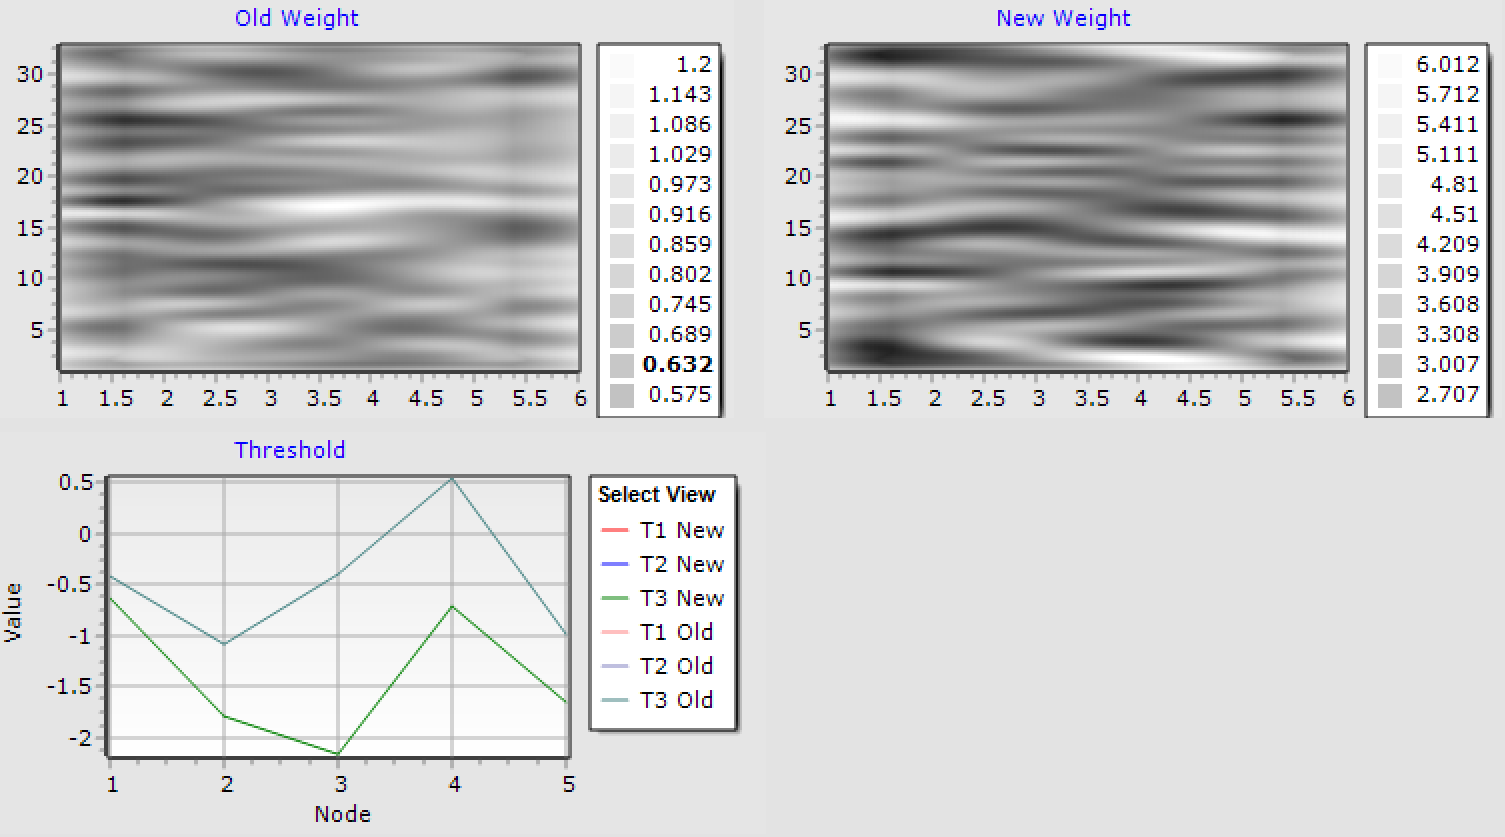 Old Weight
30
25
20
15
10
5
1 1.5 2 2.5 3 3.5 4 4.5 5 5.5 6
1.2
1.143
1.086
1.029
0.973
0.916
0.859
0.802
0.745
0.689
0.632
0.575
New Weight
30
25
20
15
10
5
1 1.5 2 2.5 3 3.5 4 4.5 5 5.5 6
6.012
5.712
5.411
5.111
4.81
4.51
4.209
3.909
3.608
3.308
3.007
2.707
Threshold
Value
0.5
0
-0.5
-1
-1.5
-2
1 2 3 4 5
Node
Select View
T1 New
T2 New
T3 New
T1 Old
T2 Old
T3 Old